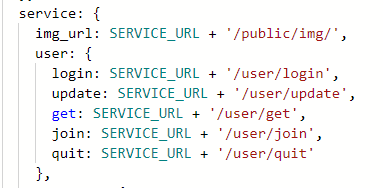 service: {
img_url: SERVICE_URL + '/public/img/',
user: {
login: SERVICE_URL + '/user/login',
update: SERVICE_URL + '/user/update',
get: SERVICE_URL + '/user/get',
join: SERVICE_URL + '/user/join',
quit: SERVICE_URL + '/user/quit'
},